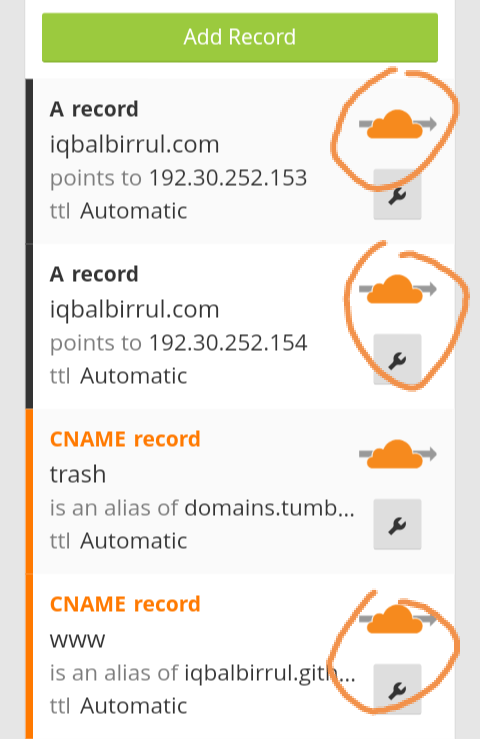 Add Record
A record
iqbalbirrul.com
points to 192.30.252.153
ttl Automatic
A record
iqbalbirrul.com
points to 192.30.252.154
ttl Automatic
CNAME record
trash
is an alias of domains.tumb...
ttl Automatic
CNAME record
www
is an alias of iqbalbirrul.gith...
ttl Automatic